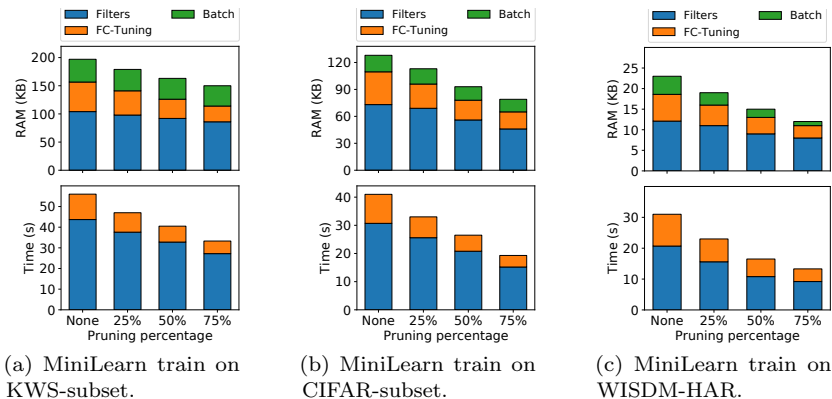 Filters
Batch
FC-Tuning
RAM (KB)
200
150
100
50
0
Time (s)
50
40
30
20
10
0
None 25% 50% 75%
Pruning percentage
(a) MiniLearn train on
KWS-subset.
Filters
Batch
FC-Tuning
RAM (KB)
120
90
60
30
0
Time (s)
40
30
20
10
0
None 25% 50% 75%
Pruning percentage
(b) MiniLearn train on
CIFAR-subset.
Filters
Batch
FC-Tuning
RAM (KB)
25
20
15
10
5
0
Time (s)
30
20
10
0
None 25% 50% 75%
Pruning percentage
(c) MiniLearn train on
WISDM-HAR.